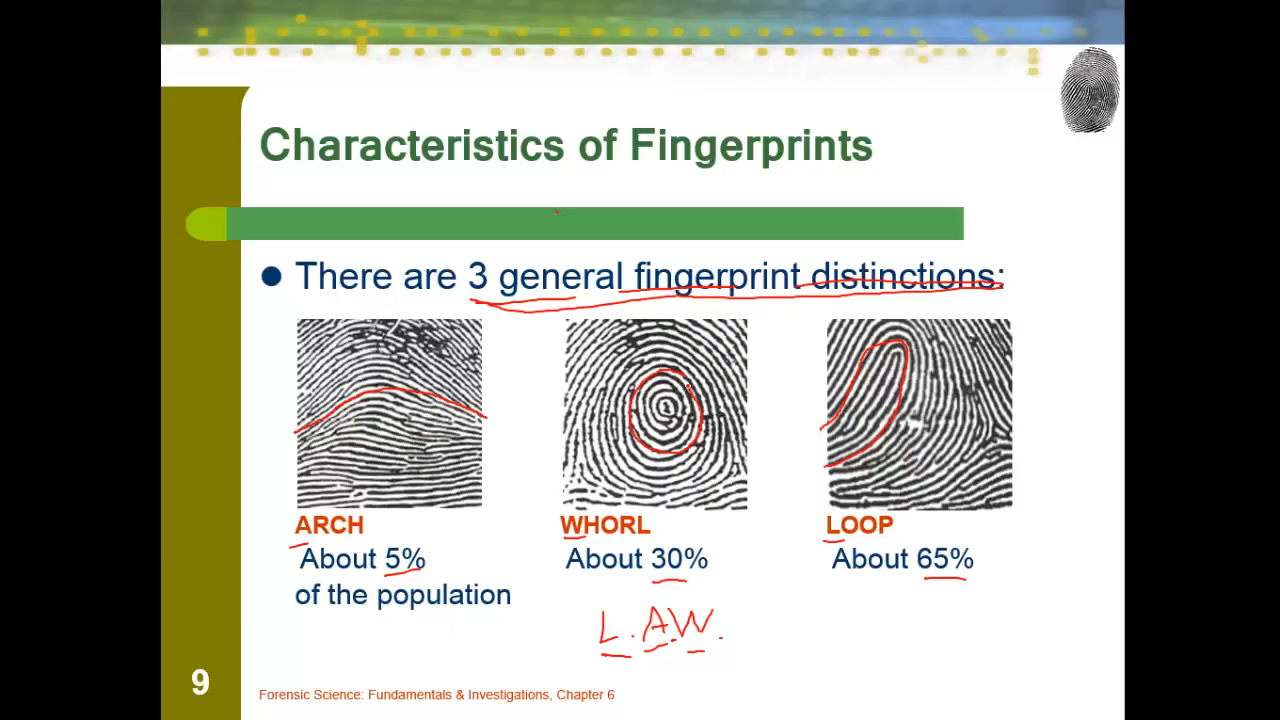 Characteristics of Fingerprints
There are 3 general fingerprint distinctions:
ARCH
About 5%
of the population
WHORL
About 30%
LOOP
About 65%
L.A.W.
9
Forensic Science: Fundamentals & Investigations, Chapter 6